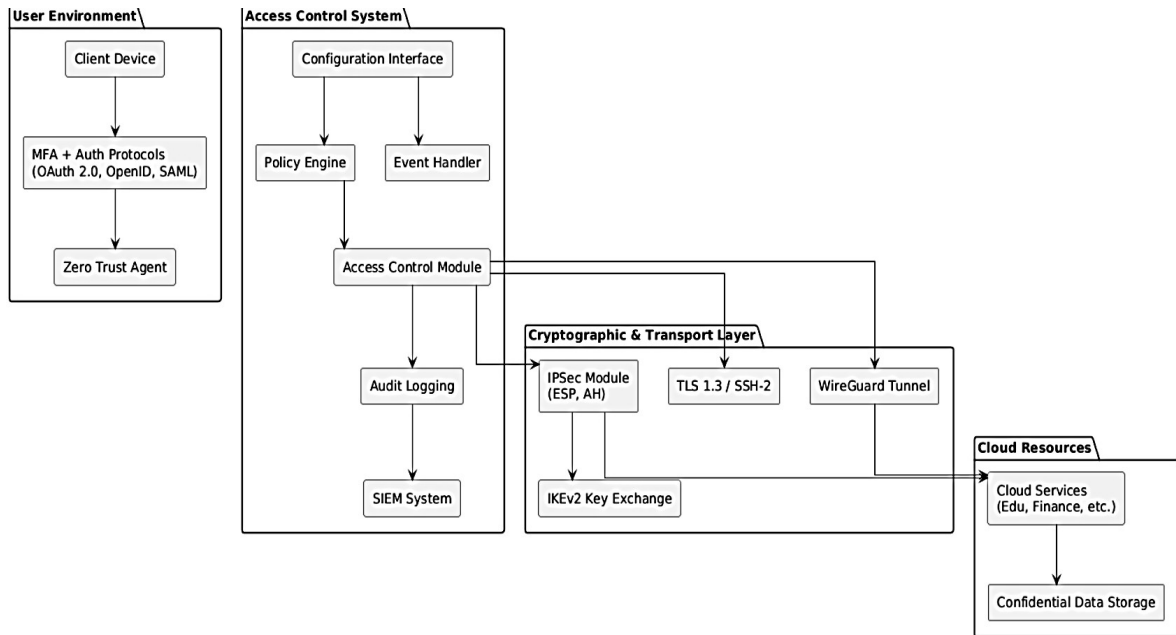 User Environment
Client Device
MFA + Auth Protocols
(OAuth 2.0, OpenID, SAML)
Zero Trust Agent
Access Control System
Configuration Interface
Policy Engine
Event Handler
Access Control Module
Audit Logging
SIEM System
Cryptographic & Transport Layer
IPSec Module
(ESP, AH)
TLS 1.3 / SSH-2
WireGuard Tunnel
IKEv2 Key Exchange
Cloud Resources
Cloud Services
(Edu, Finance, etc.)
Confidential Data Storage